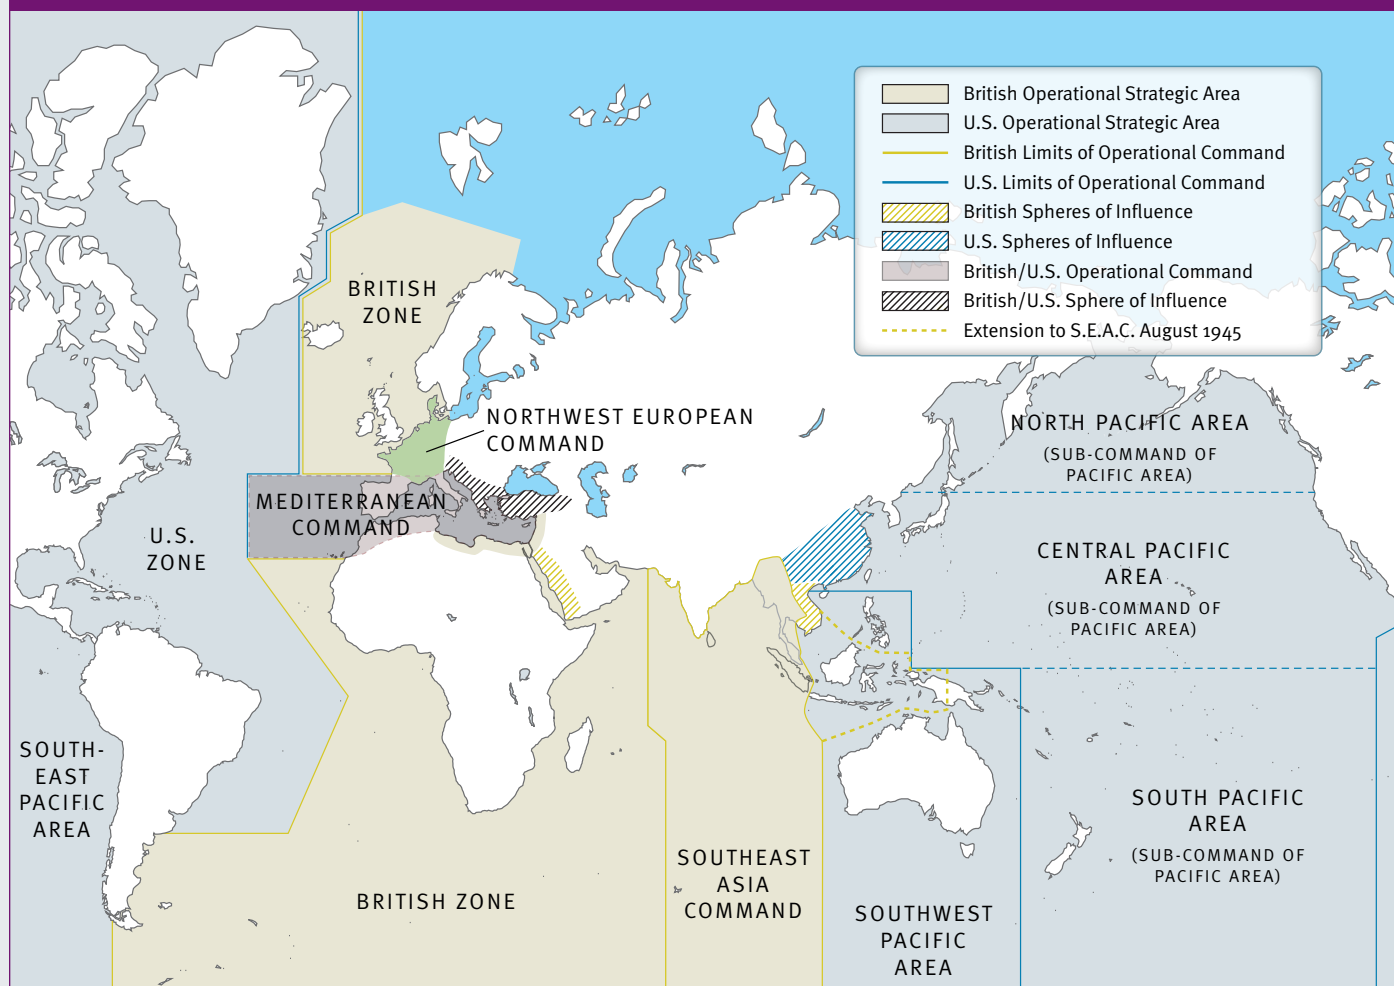 British Operational Strategic Area
U.S. Operational Strategic Area
British Limits of Operational Command
U.S. Limits of Operational Command
British Spheres of Influence
U.S. Spheres of Influence
British/U.S. Operational Command
British/U.S. Sphere of Influence
Extension to S.E.A.C. August 1945
BRITISH
ZONE
NORTHWEST EUROPEAN
COMMAND
MEDITERRANEAN
COMMAND
U.S.
ZONE
NORTH PACIFIC AREA
(SUB-COMMAND OF
PACIFIC AREA)
CENTRAL PACIFIC
AREA
(SUB-COMMAND OF
PACIFIC AREA)
SOUTH-
EAST
PACIFIC
AREA
SOUTH PACIFIC
AREA
(SUB-COMMAND OF
PACIFIC AREA)
BRITISH ZONE
SOUTHEAST
ASIA
COMMAND
SOUTHWEST
PACIFIC
AREA